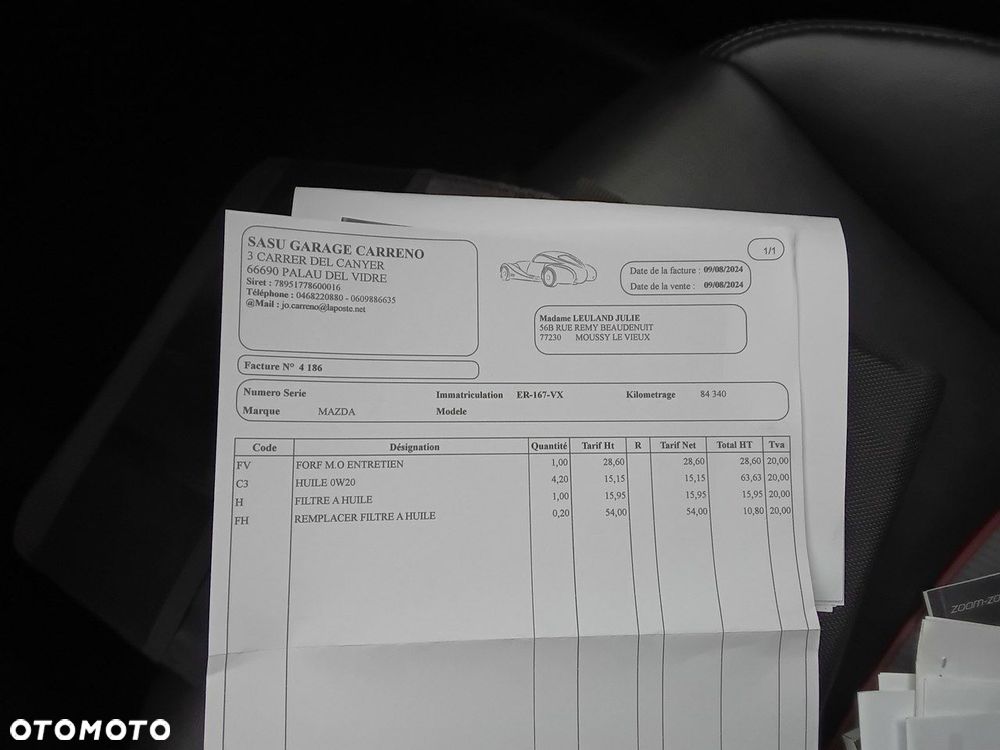 SASU GARAGE CARRENO
3 CARRER DEL CANYER
66690 PALAU DEL VIDRE
Siret : 78951778600016
Téléphone : 0468220880 - 0609886635
@Mail : jo.carreno@laposte.net
1/1
Date de la facture : 09/08/2024
Date de la vente : 09/08/2024
Madame LEULAND JULIE
56B RUE REMY BEAUDENUIT
77230 MOUSSY LE VIEUX
Facture N° 4 186
Numero Serie Immatriculation ER-167-VX Kilometrage 84 340
Marque MAZDA Modele
Code Désignation Quantité Tarif Ht R Tarif Net Total HT Tva
FV FORF M.O ENTRETIEN 1,00 28,60 28,60 28,60 20,00
C3 HUILE 0W20 4,20 15,15 15,15 63,63 20,00
H FILTRE A HUILE 1,00 15,95 15,95 15,95 20,00
FH REMPLACER FILTRE A HUILE 0,20 54,00 54,00 10,80 20,00
zoom-zo
OTOMOTO